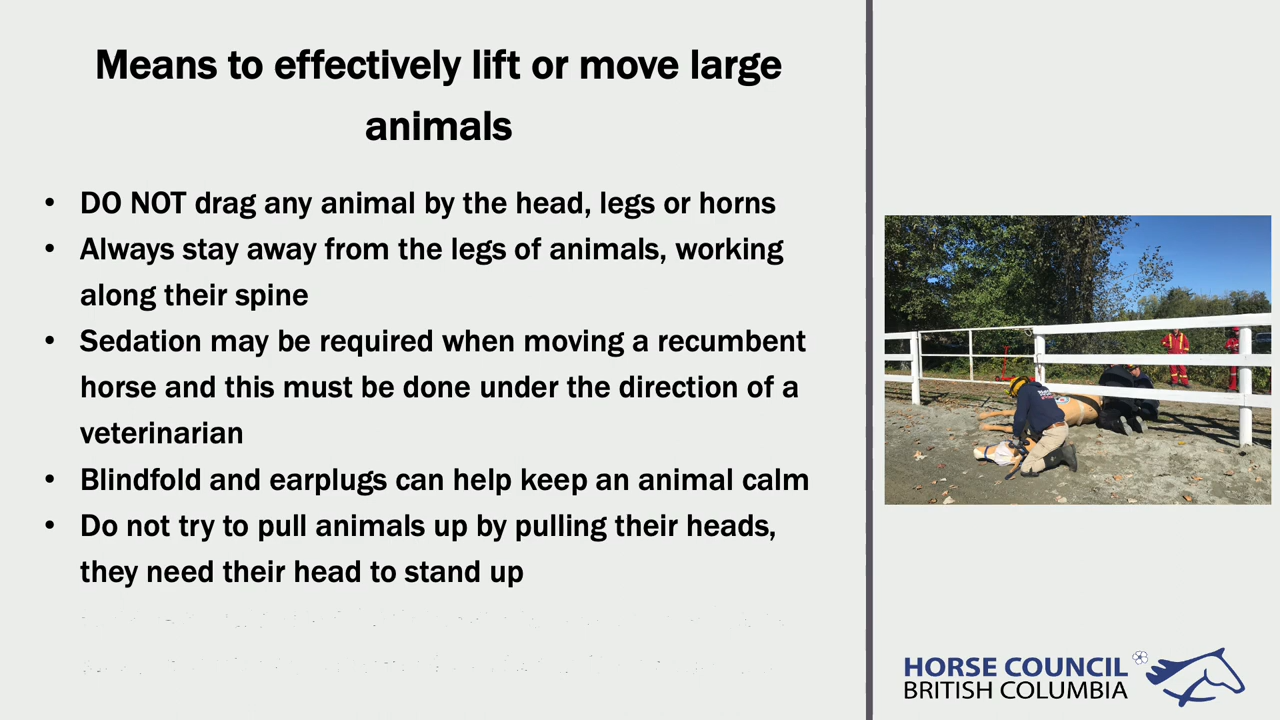 Means to effectively lift or move large
animals
• DO NOT drag any animal by the head, legs or horns
• Always stay away from the legs of animals, working
along their spine
• Sedation may be required when moving a recumbent
horse and this must be done under the direction of a
veterinarian
• Blindfold and earplugs can help keep an animal calm
• Do not try to pull animals up by pulling their heads,
they need their head to stand up
HORSE COUNCIL
BRITISH COLUMBIA